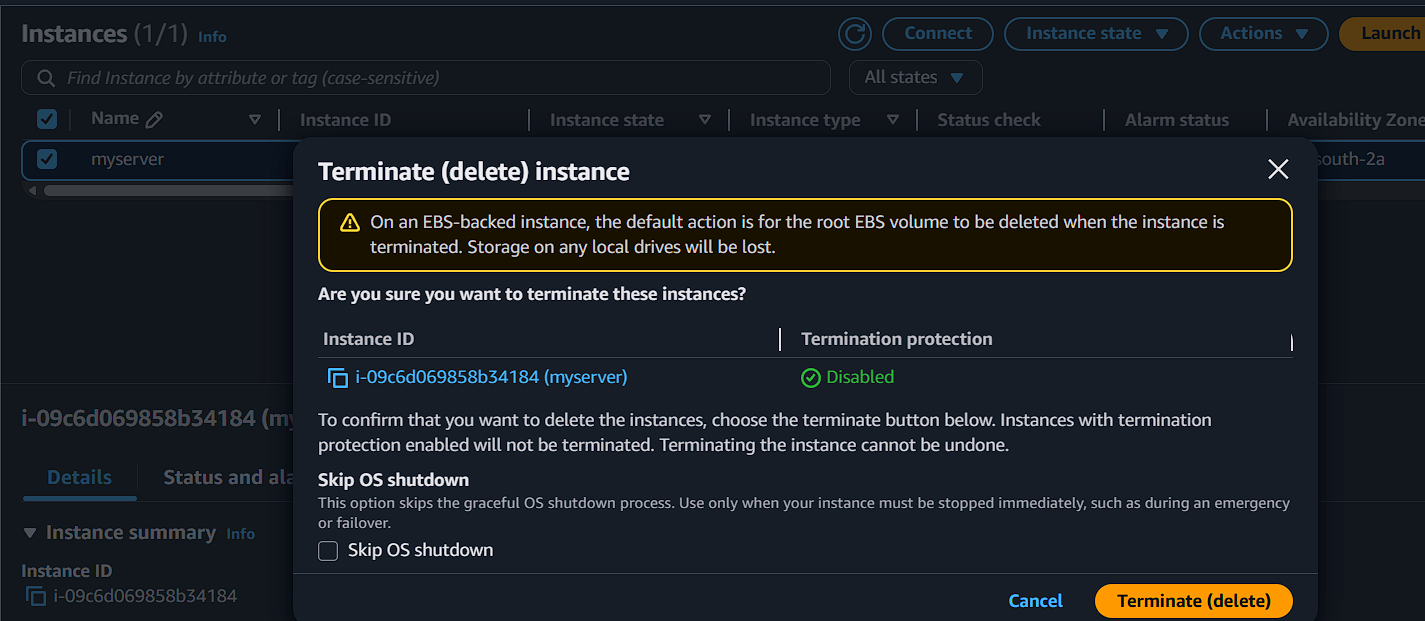 Instances (1/1) Info
Connect
Instance state
Actions
Launch
Find Instance by attribute or tag (case-sensitive)
All states
Name
Instance ID
Instance state
Instance type
Status check
Alarm status
Availability Zone
myserver
south-2a
Terminate (delete) instance
On an EBS-backed instance, the default action is for the root EBS volume to be deleted when the instance is
terminated. Storage on any local drives will be lost.
Are you sure you want to terminate these instances?
Instance ID
Termination protection
i-09c6d069858b34184 (myserver)
Disabled
To confirm that you want to delete the instances, choose the terminate button below. Instances with termination
protection enabled will not be terminated. Terminating the instance cannot be undone.
Skip OS shutdown
This option skips the graceful OS shutdown process. Use only when your instance must be stopped immediately, such as during an emergency
or failover.
Skip OS shutdown
Cancel
Terminate (delete)
i-09c6d069858b34184 (my
Details
Status and ala
Instance summary Info
Instance ID
i-09c6d069858b34184